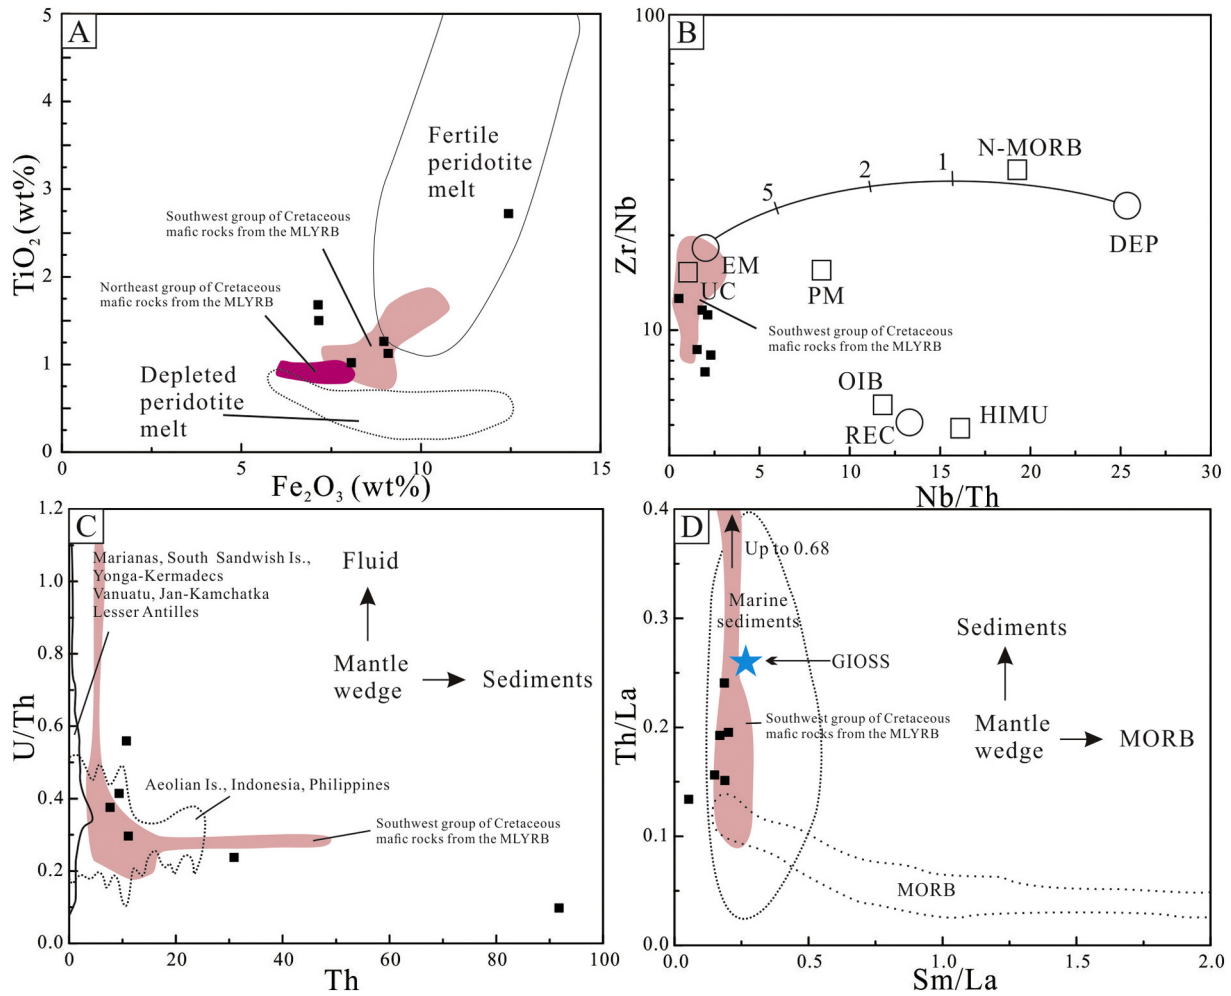 A
TiO2 (wt%)
5
4
3
2
1
0
0
5
10
15
Fe2O3 (wt%)
Fertile
peridotite
melt
Southwest group of Cretaceous
mafic rocks from the MLYRB
Northeast group of Cretaceous
mafic rocks from the MLYRB
Depleted
peridotite
melt
B
Zr/Nb
100
10
0
5
10
15
20
25
30
Nb/Th
5
2
1
N-MORB
DEP
EM
UC
PM
Southwest group of Cretaceous
mafic rocks from the MLYRB
OIB
REC
HIMU
C
U/Th
1.2
1.0
0.8
0.6
0.4
0.2
0.0
0
20
40
60
80
100
Th
Marianas, South Sandwish Is.,
Yonga-Kermadecs
Vanuatu, Jan-Kamchatka
Lesser Antilles
Fluid
Mantle
wedge
Sediments
Aeolian Is., Indonesia, Philippines
Southwest group of Cretaceous
mafic rocks from the MLYRB
D
Th/La
0.4
0.3
0.2
0.1
0.0
0.0
0.5
1.0
1.5
2.0
Sm/La
Up to 0.68
Marine
sediments
GIOSS
Southwest group of Cretaceous
mafic rocks from the MLYRB
Sediments
Mantle
wedge
MORB
MORB